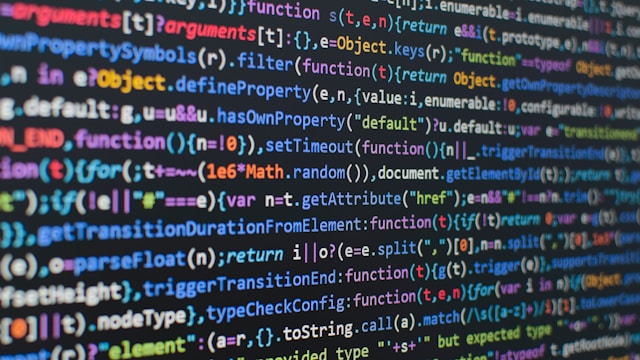 function s(t,e,n){return e&&i(t.prototype,e),n&&i(t,n)
arguments[t]?arguments[t]:{},e=Object.keys(r);"function"==typeof Object.
wnPropertySymbols(r).filter(function(t){return Object.getOwnPropertyDescriptor
,n in e?Object.defineProperty(e,n,{value:i,enumerable:!0,configurable:!0,
g.default:g,u=u&&u.hasOwnProperty("default")?u.default:u;var e="transitionend
N_END,function(){n=!0}),setTimeout(function(){n||_.triggerTransitionEnd(e)
ion(t){for(;t+=~~(1e6*Math.random()),document.getElementById(t););return t
t");if(!e||"#"===e){var n=t.getAttribute("href");e=n&&"#"!==n?n.trim()
}},getTransitionDurationFromElement:function(t){if(!t)return 0;var e=g(t).
(e),o=parseFloat(n);return i||o?(e=e.split(",")[0],n=n.split(",")[0],1e3*
ffsetHeight},triggerTransitionEnd:function(t){g(t).trigger(e)},supportsTransition
[0]||t).nodeType},typeCheckConfig:function(t,e,n){for(var i in n)if(Object.
?"element":(a=r,{}.toString.call(a).match(/\s([a-z]+)/i)[1].toLowerCase
provided type "'+s+'" but expected type "'+